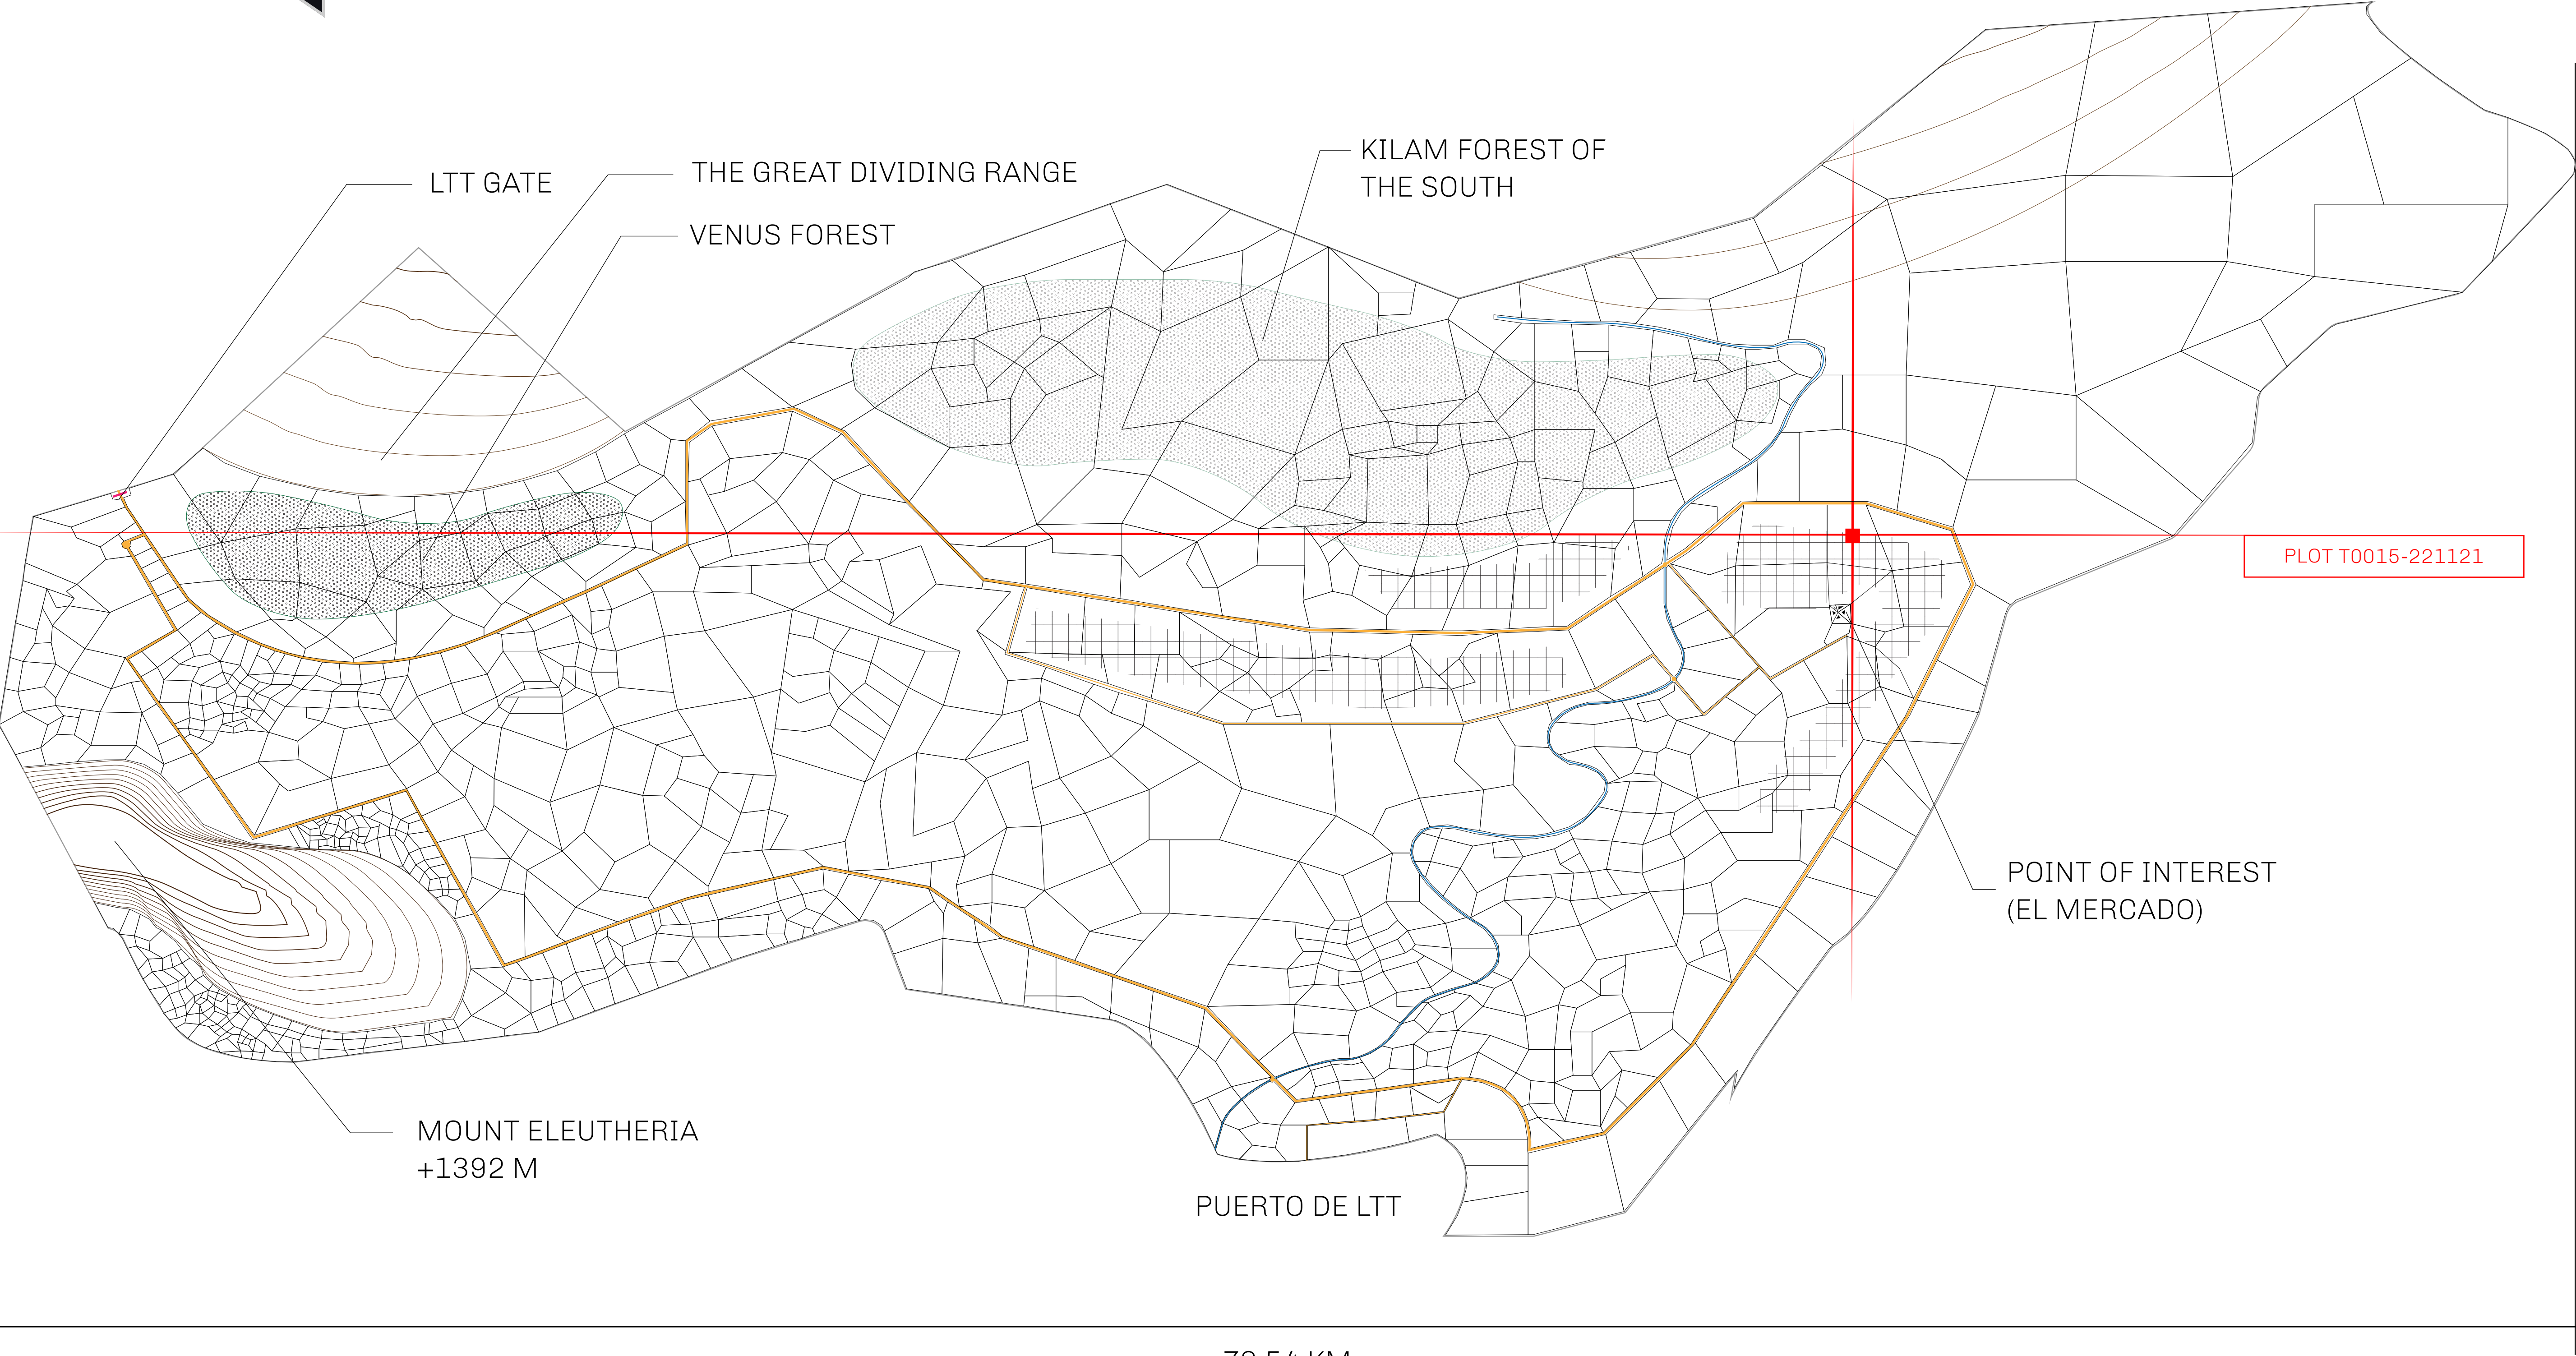 LTT GATE
THE GREAT DIVIDING RANGE
VENUS FOREST
KILAM FOREST OF
THE SOUTH
PLOT T0015-221121
POINT OF INTEREST
(EL MERCADO)
MOUNT ELEUTHERIA
+1392 M
PUERTO DE LTT